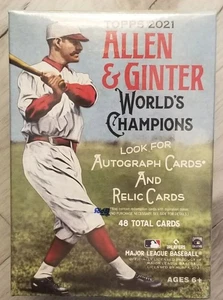 TOPPS 2021
ALLEN
& GINTER
WORLD'S
CHAMPIONS
LOOK FOR
AUTOGRAPH CARDS*
AND
RELIC CARDS
48 TOTAL CARDS
MLBPA
MAJOR LEAGUE BASEBALL
AGES 6+